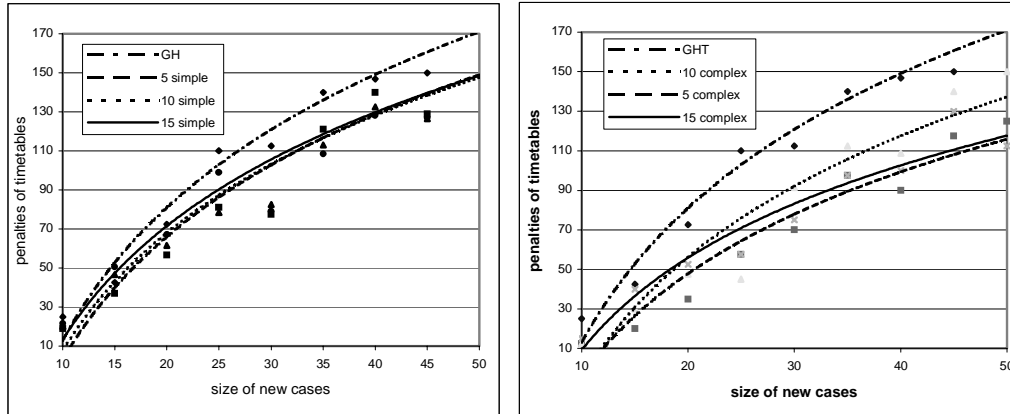 170
150
130
110
90
70
50
30
10
penalties of timetables
GH
5 simple
10 simple
15 simple
10 15 20 25 30 35 40 45 50
size of new cases
170
150
130
110
90
70
50
30
10
penalties of timetables
GHT
10 complex
5 complex
15 complex
10 20 30 40 50
size of new cases